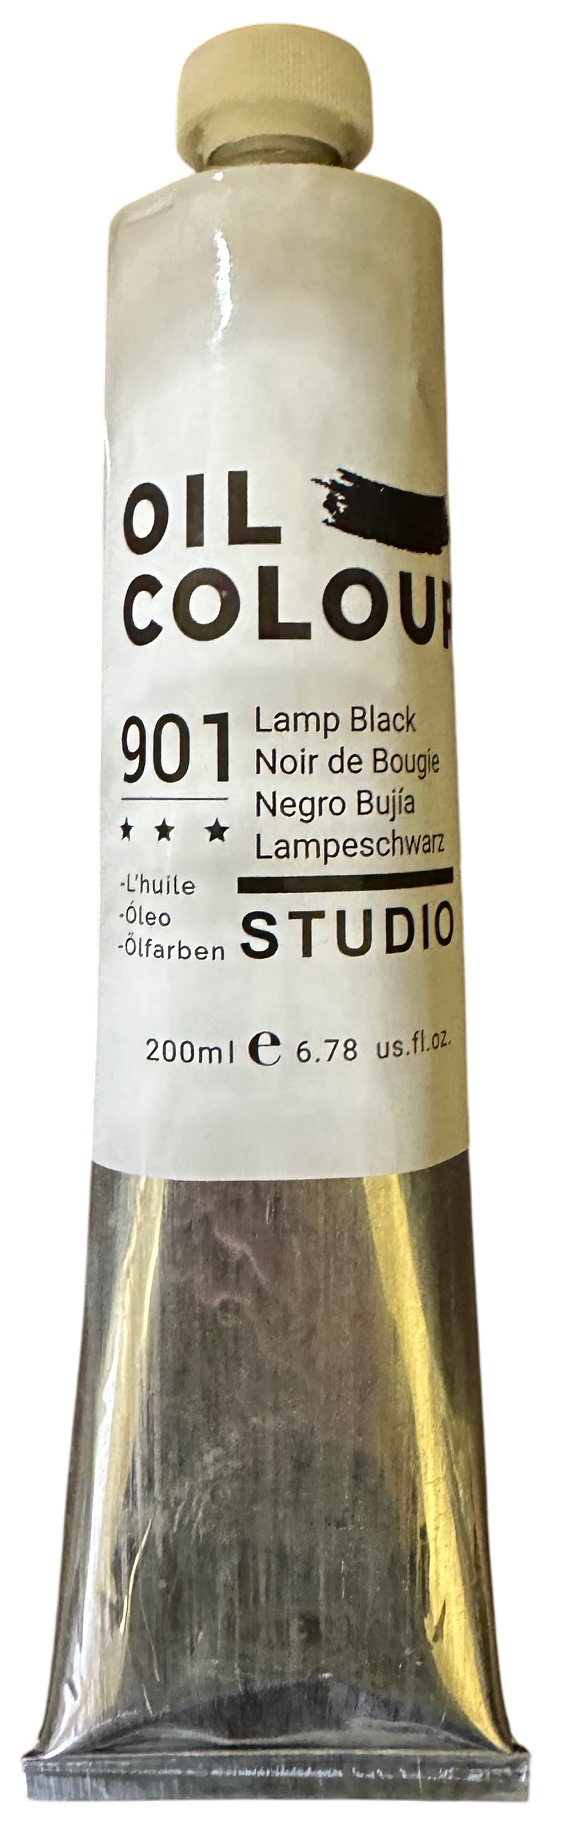 OIL
COLOUR
901
Lamp Black
Noir de Bougie
Negro Bujía
Lampeschwarz
★ ★ ★
-L'huile
-Óleo
-Ölfarben
STUDIO
200ml e 6.78 us.fl.oz.